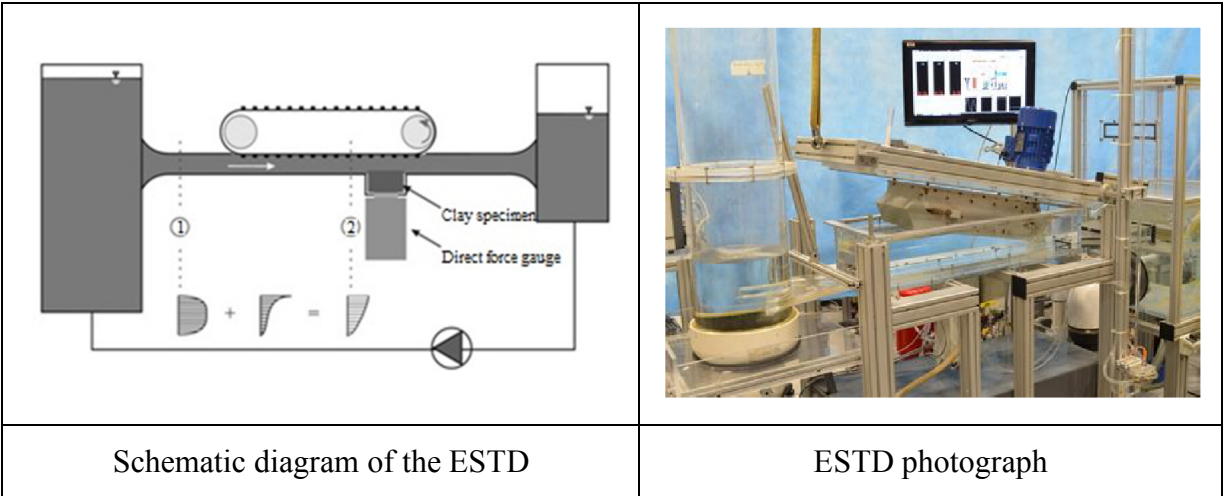 ①
②
Clay specimen
Direct force gauge
+
=
Schematic diagram of the ESTD
ESTD photograph